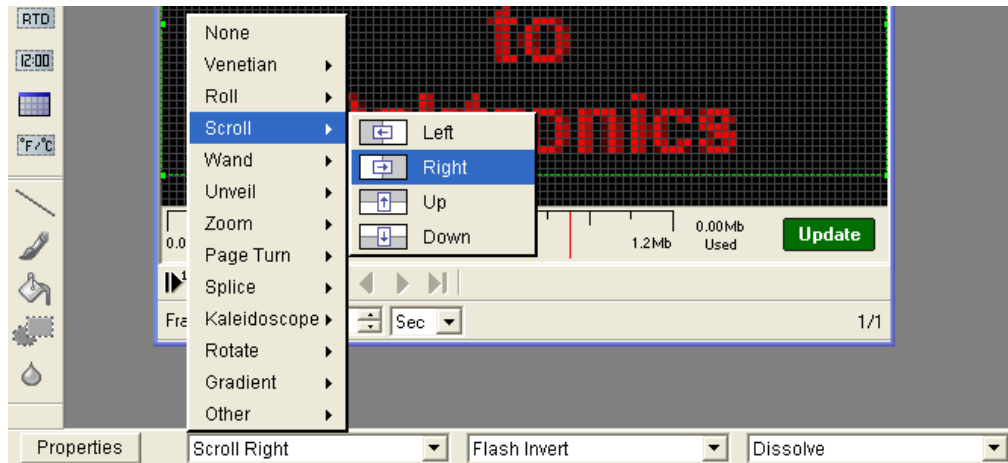 RTD
to
None
12:00
Venetian
Roll
Scroll
Left
°F/°C
Wand
Right
Unveil
Up
Zoom
0.00Mb
Down
Update
0.0
1.2Mb
Used
Page Turn
1
Splice
Fra
Kaleidoscope
Sec
1/1
Rotate
Gradient
Other
Properties
Scroll Right
Flash Invert
Dissolve